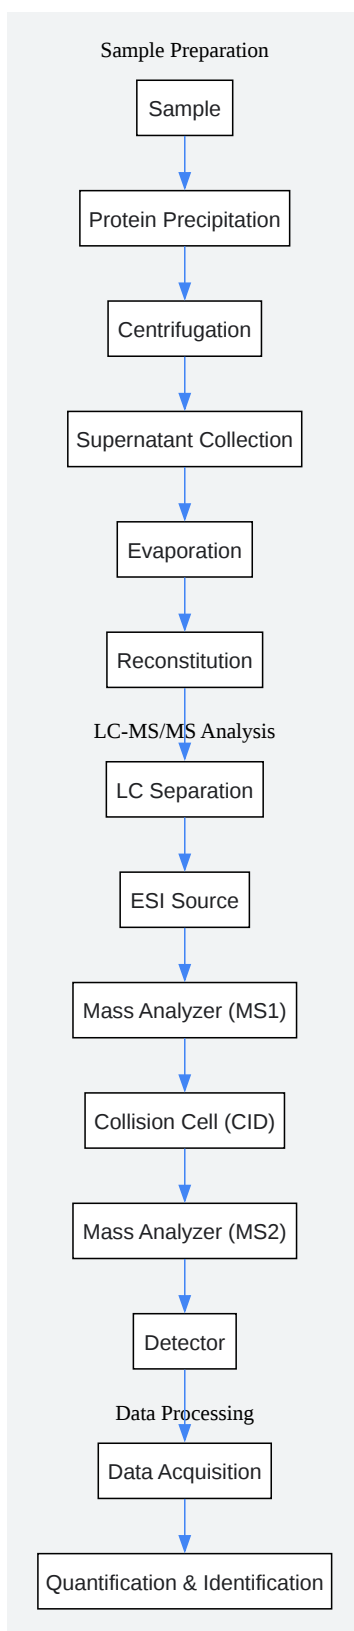 Sample Preparation
Sample
Protein Precipitation
Centrifugation
Supernatant Collection
Evaporation
Reconstitution
LC-MS/MS Analysis
LC Separation
ESI Source
Mass Analyzer (MS1)
Collision Cell (CID)
Mass Analyzer (MS2)
Detector
Data Processing
Data Acquisition
Quantification & Identification